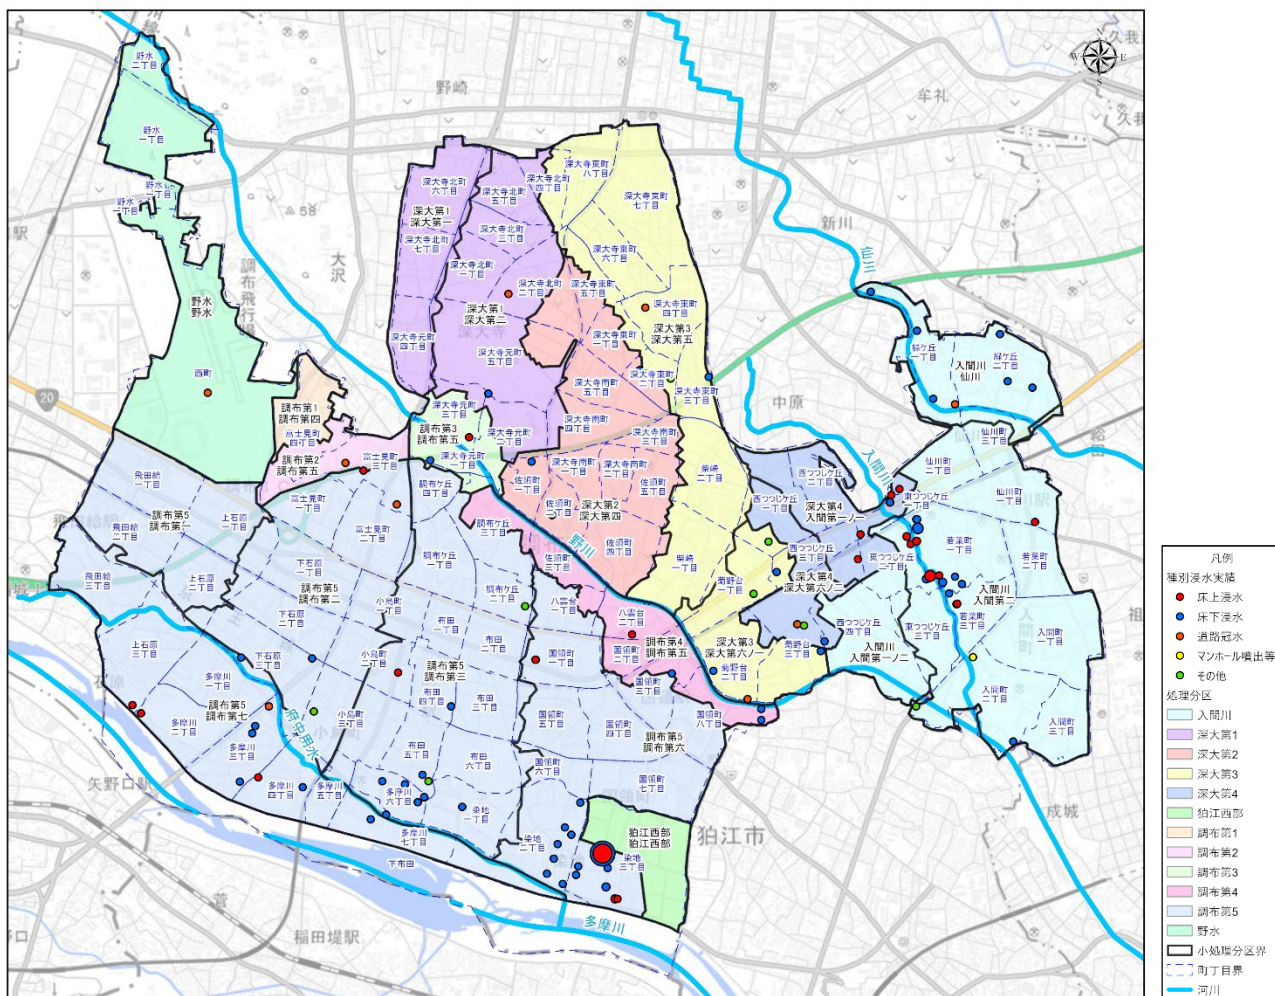 野水
二丁目
野水
一丁目
野水
一丁目
野水
一丁目
野水
野水
西町
野崎
牟礼
久我
新川
大沢
58
調布飛行場
中原
20
N
W
E
S
深大寺北町
六丁目
深大寺北町
五丁目
深大寺北町
四丁目
深大寺東町
八丁目
深大寺東町
七丁目
深大第1
深大第一
深大寺北町
七丁目
深大寺北町
三丁目
深大寺北町
一丁目
深大寺北町
二丁目
深大寺東町
六丁目
深大寺東町
五丁目
深大寺東町
四丁目
深大第1
深大第二
深大寺東町
一丁目
深大第3
深大第五
深大寺元町
四丁目
深大寺元町
五丁目
深大寺南町
五丁目
深大寺東町
二丁目
深大寺東町
三丁目
深大寺元町
三丁目
深大寺元町
二丁目
深大寺南町
四丁目
深大寺南町
三丁目
調布第3
調布第五
深大寺元町
一丁目
深大寺南町
一丁目
深大寺南町
二丁目
調布第1
調布第四
富士見町
四丁目
調布第2
調布第五
富士見町
三丁目
富士見町
一丁目
富士見町
二丁目
調布ケ丘
四丁目
調布ケ丘
三丁目
調布ケ丘
一丁目
調布ケ丘
二丁目
佐須町
一丁目
佐須町
二丁目
佐須町
三丁目
佐須町
四丁目
佐須町
五丁目
深大第2
深大第四
野川
柴崎
二丁目
柴崎
一丁目
菊野台
一丁目
菊野台
二丁目
菊野台
三丁目
深大第3
深大第六ノ一
西つつじケ丘
一丁目
西つつじケ丘
二丁目
西つつじケ丘
三丁目
西つつじケ丘
四丁目
深大第4
入間第一ノ一
深大第4
深大第六ノ二
入間川
入間第一ノ二
東つつじケ丘
一丁目
東つつじケ丘
二丁目
東つつじケ丘
三丁目
入間川
仙川
緑ケ丘
一丁目
緑ケ丘
二丁目
入間川
仙川
仙川町
三丁目
仙川町
二丁目
仙川町
一丁目
若葉町
一丁目
若葉町
二丁目
若葉町
三丁目
入間川
入間第二
入間町
一丁目
入間町
二丁目
入間町
三丁目
飛田給
一丁目
飛田給
二丁目
飛田給
三丁目
調布第5
調布第一
上石原
一丁目
上石原
二丁目
上石原
三丁目
下石原
一丁目
下石原
二丁目
下石原
三丁目
調布第5
調布第二
小島町
一丁目
小島町
二丁目
小島町
三丁目
布田
一丁目
布田
二丁目
布田
三丁目
布田
四丁目
布田
五丁目
布田
六丁目
調布第5
調布第三
八雲台
一丁目
八雲台
二丁目
国領町
一丁目
国領町
二丁目
国領町
三丁目
国領町
四丁目
国領町
五丁目
国領町
六丁目
国領町
七丁目
国領町
八丁目
調布第4
調布第五
調布第5
調布第六
多摩川
一丁目
多摩川
二丁目
多摩川
三丁目
多摩川
四丁目
多摩川
五丁目
多摩川
六丁目
多摩川
七丁目
調布第5
調布第七
府中用水
染地
一丁目
染地
二丁目
染地
三丁目
狛江西部
狛江西部
下布田
多摩川
狛江市
矢野口駅
稲田堤駅
菅
成城
凡例
種別浸水実績
床上浸水
床下浸水
道路冠水
マンホール噴出等
その他
処理分区
入間川
深大第1
深大第2
深大第3
深大第4
狛江西部
調布第1
調布第2
調布第3
調布第4
調布第5
野水
小処理分区界
町丁目界
河川